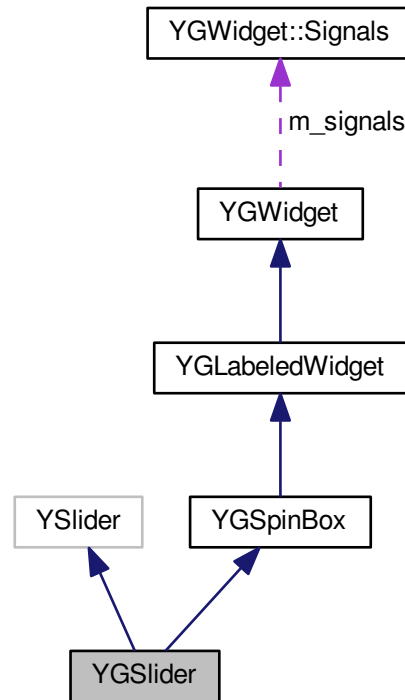 YGWidget::Signals
m_signals
YGWidget
YGLabeledWidget
YSlider
YGSpinBox
YGSlider